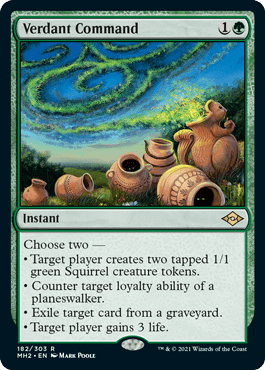 Verdant Command 1
Instant
Choose two —
• Target player creates two tapped 1/1
green Squirrel creature tokens.
• Counter target loyalty ability of a
planeswalker.
• Exile target card from a graveyard.
• Target player gains 3 life.
182/303 R
MH2 • EN Mark Poole
™ & © 2021 Wizards of the Coast